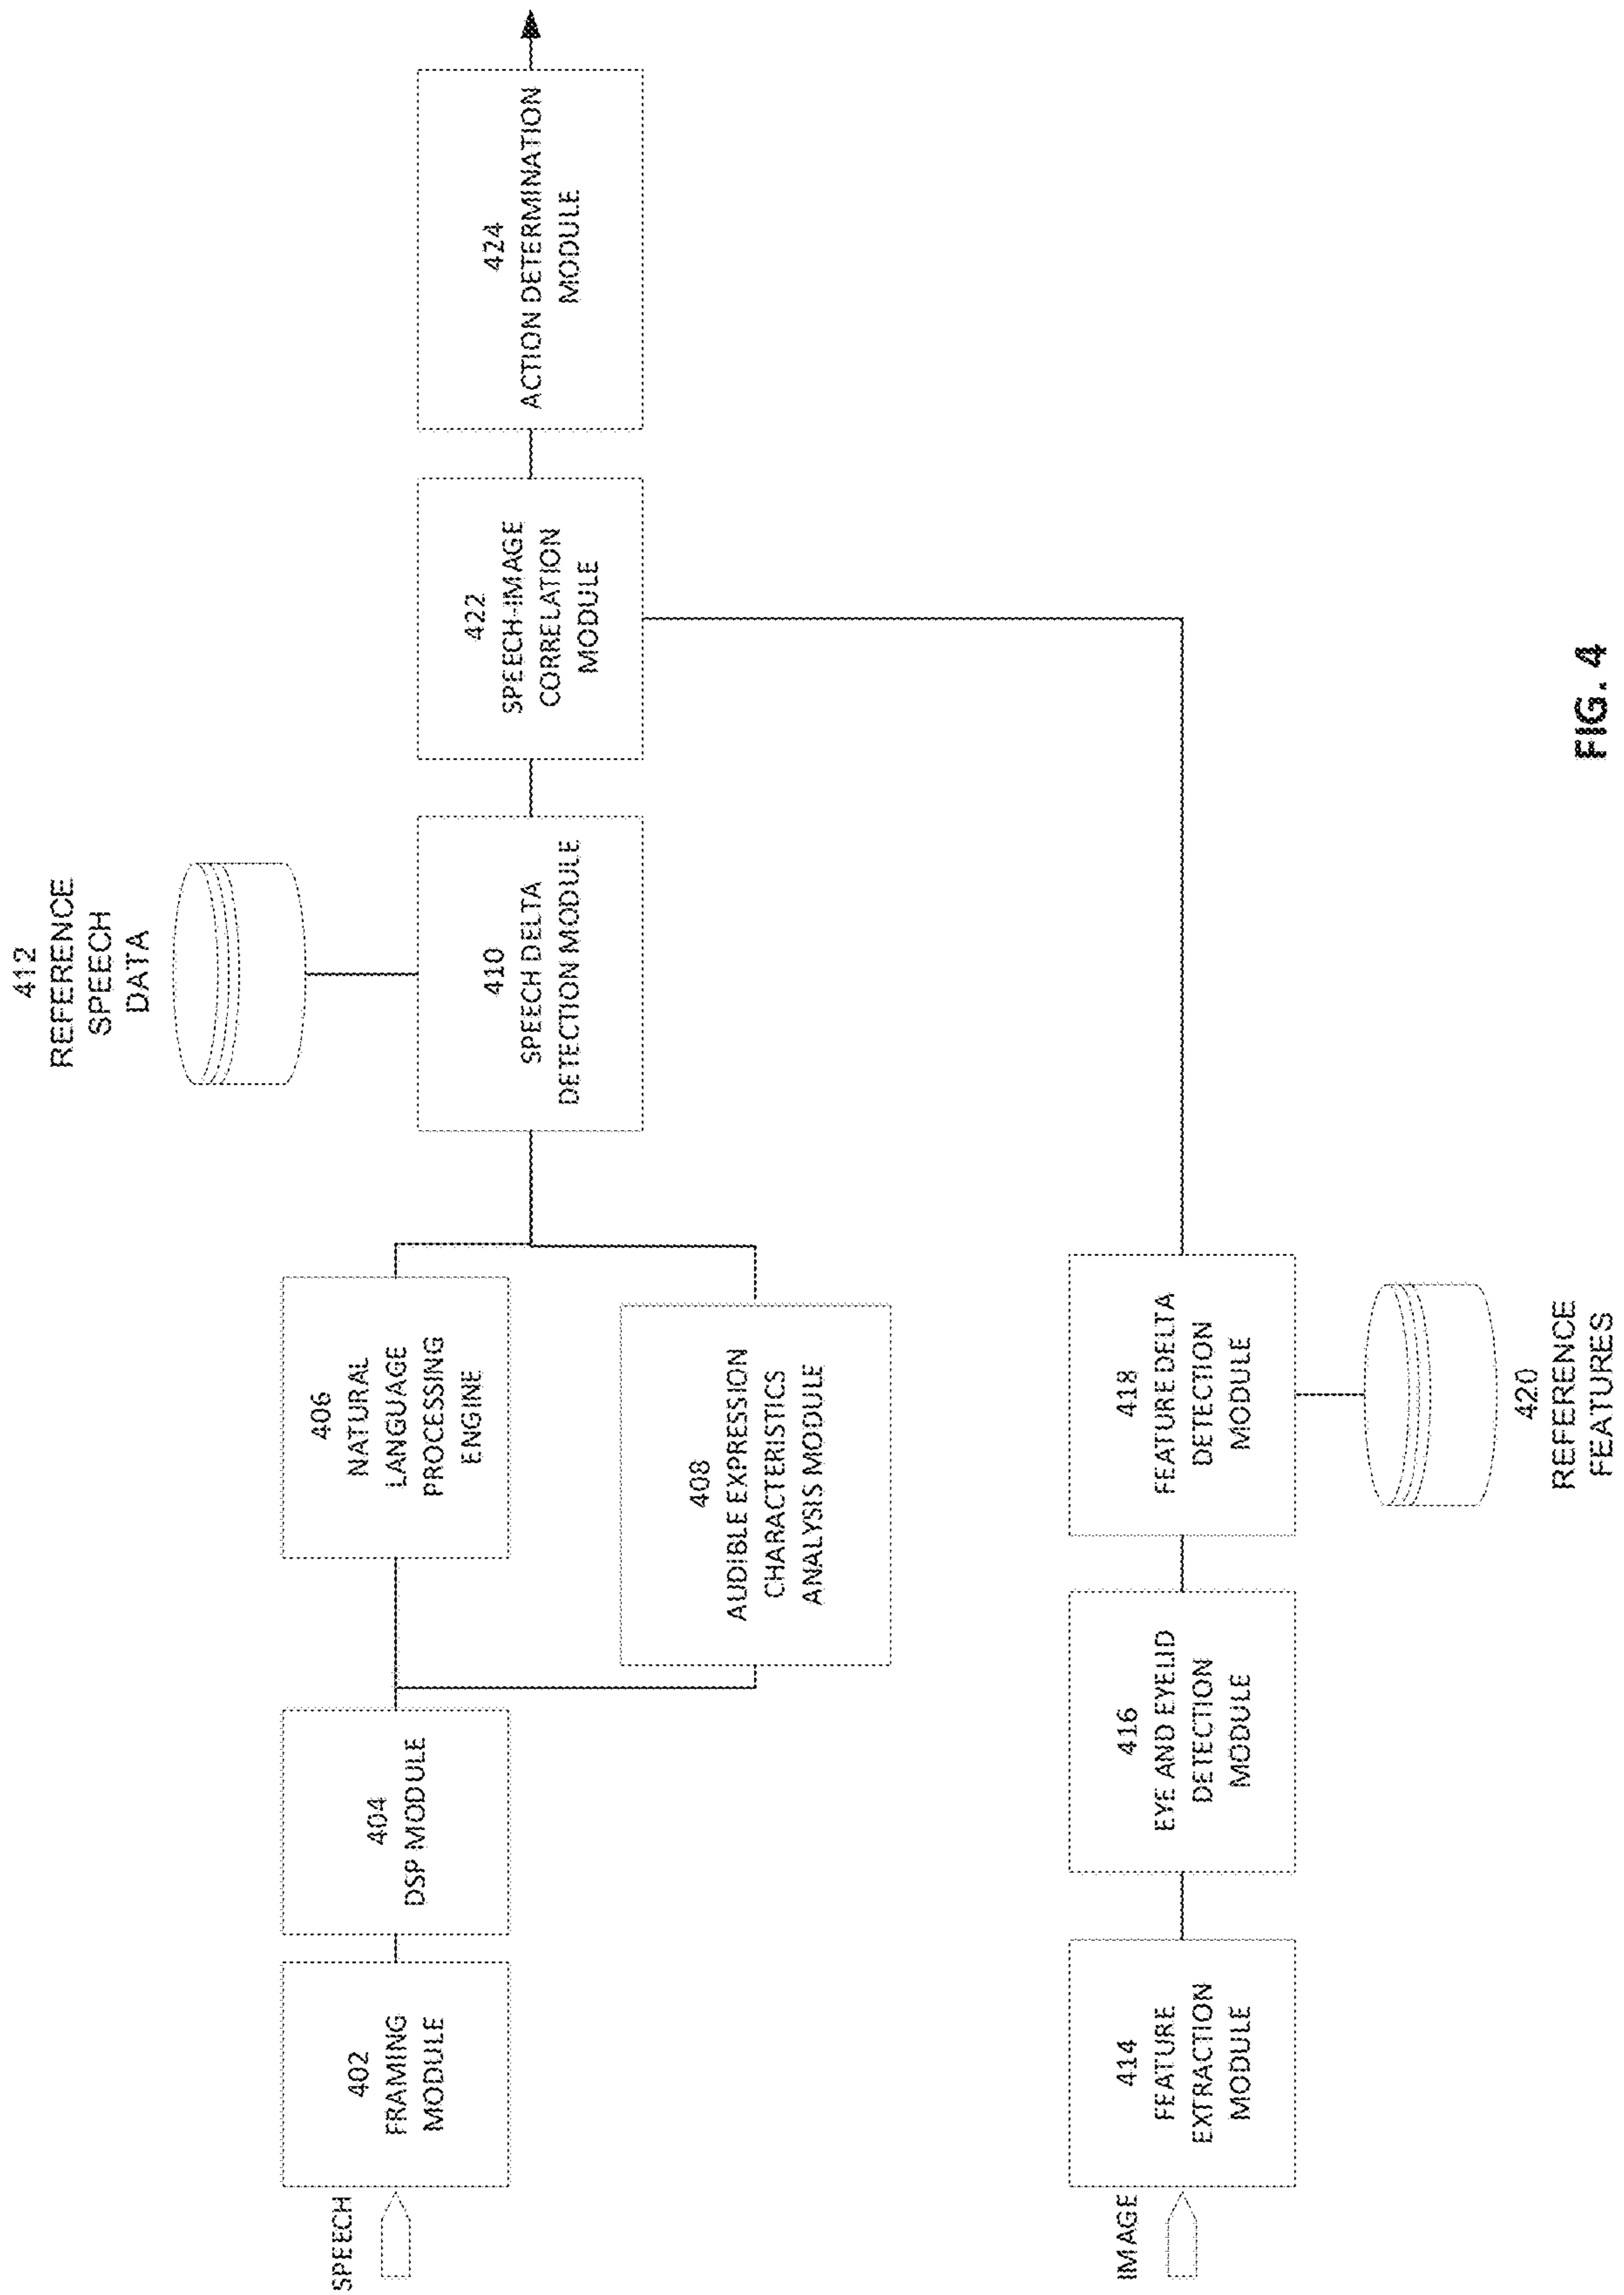 412
REFERENCE
SPEECH
DATA
SPEECH
402
FRAMING
MODULE
404
DSP MODULE
406
NATURAL
LANGUAGE
PROCESSING
ENGINE
408
AUDIBLE EXPRESSION
CHARACTERISTICS
ANALYSIS MODULE
410
SPEECH DELTA
DETECTION MODULE
422
SPEECH-IMAGE
CORRELATION
MODULE
424
ACTION DETERMINATION
MODULE
IMAGE
414
FEATURE
EXTRACTION
MODULE
416
EYE AND EYELID
DETECTION
MODULE
418
FEATURE DELTA
DETECTION
MODULE
420
REFERENCE
FEATURES
FIG. 4